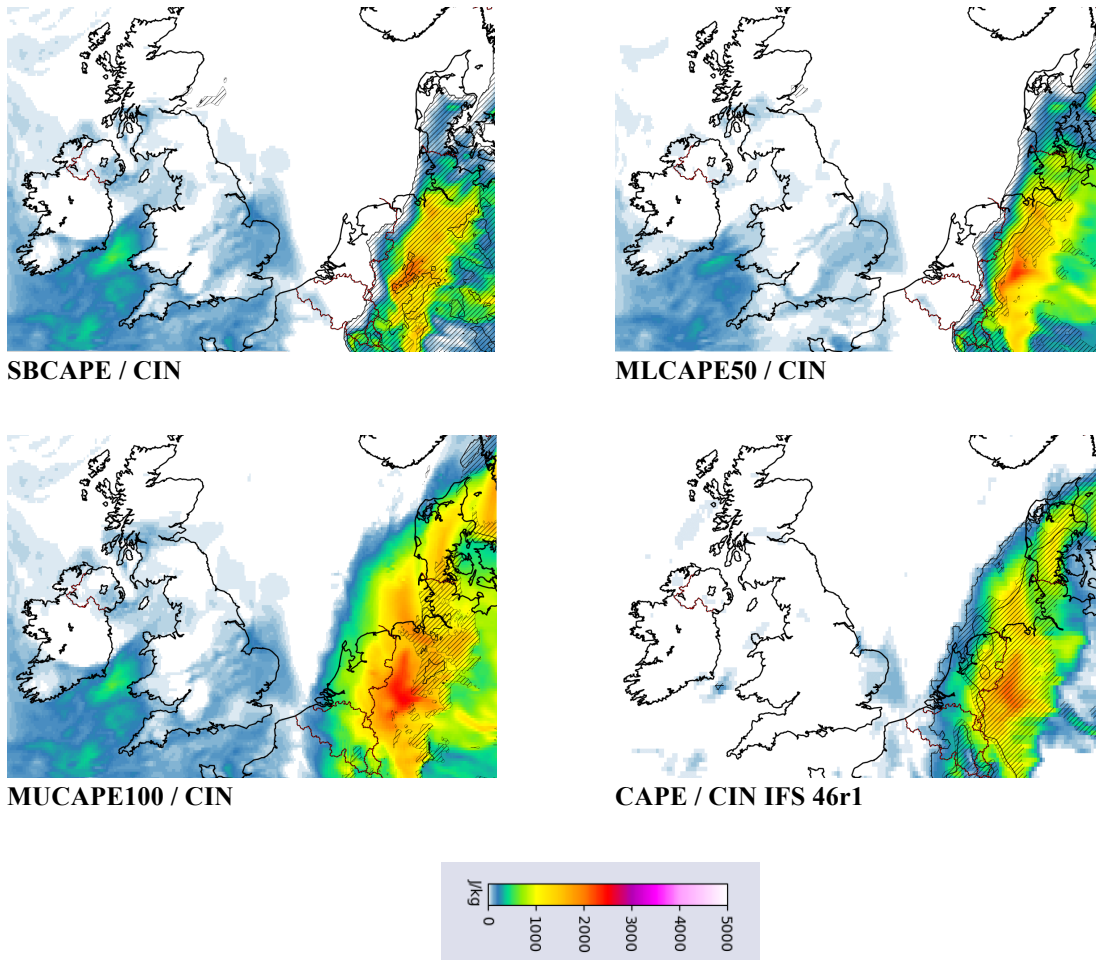 SBCAPE / CIN
MLCAPE50 / CIN
MUCAPE100 / CIN
CAPE / CIN IFS 46r1
J/kg
0
1000
2000
3000
4000
5000